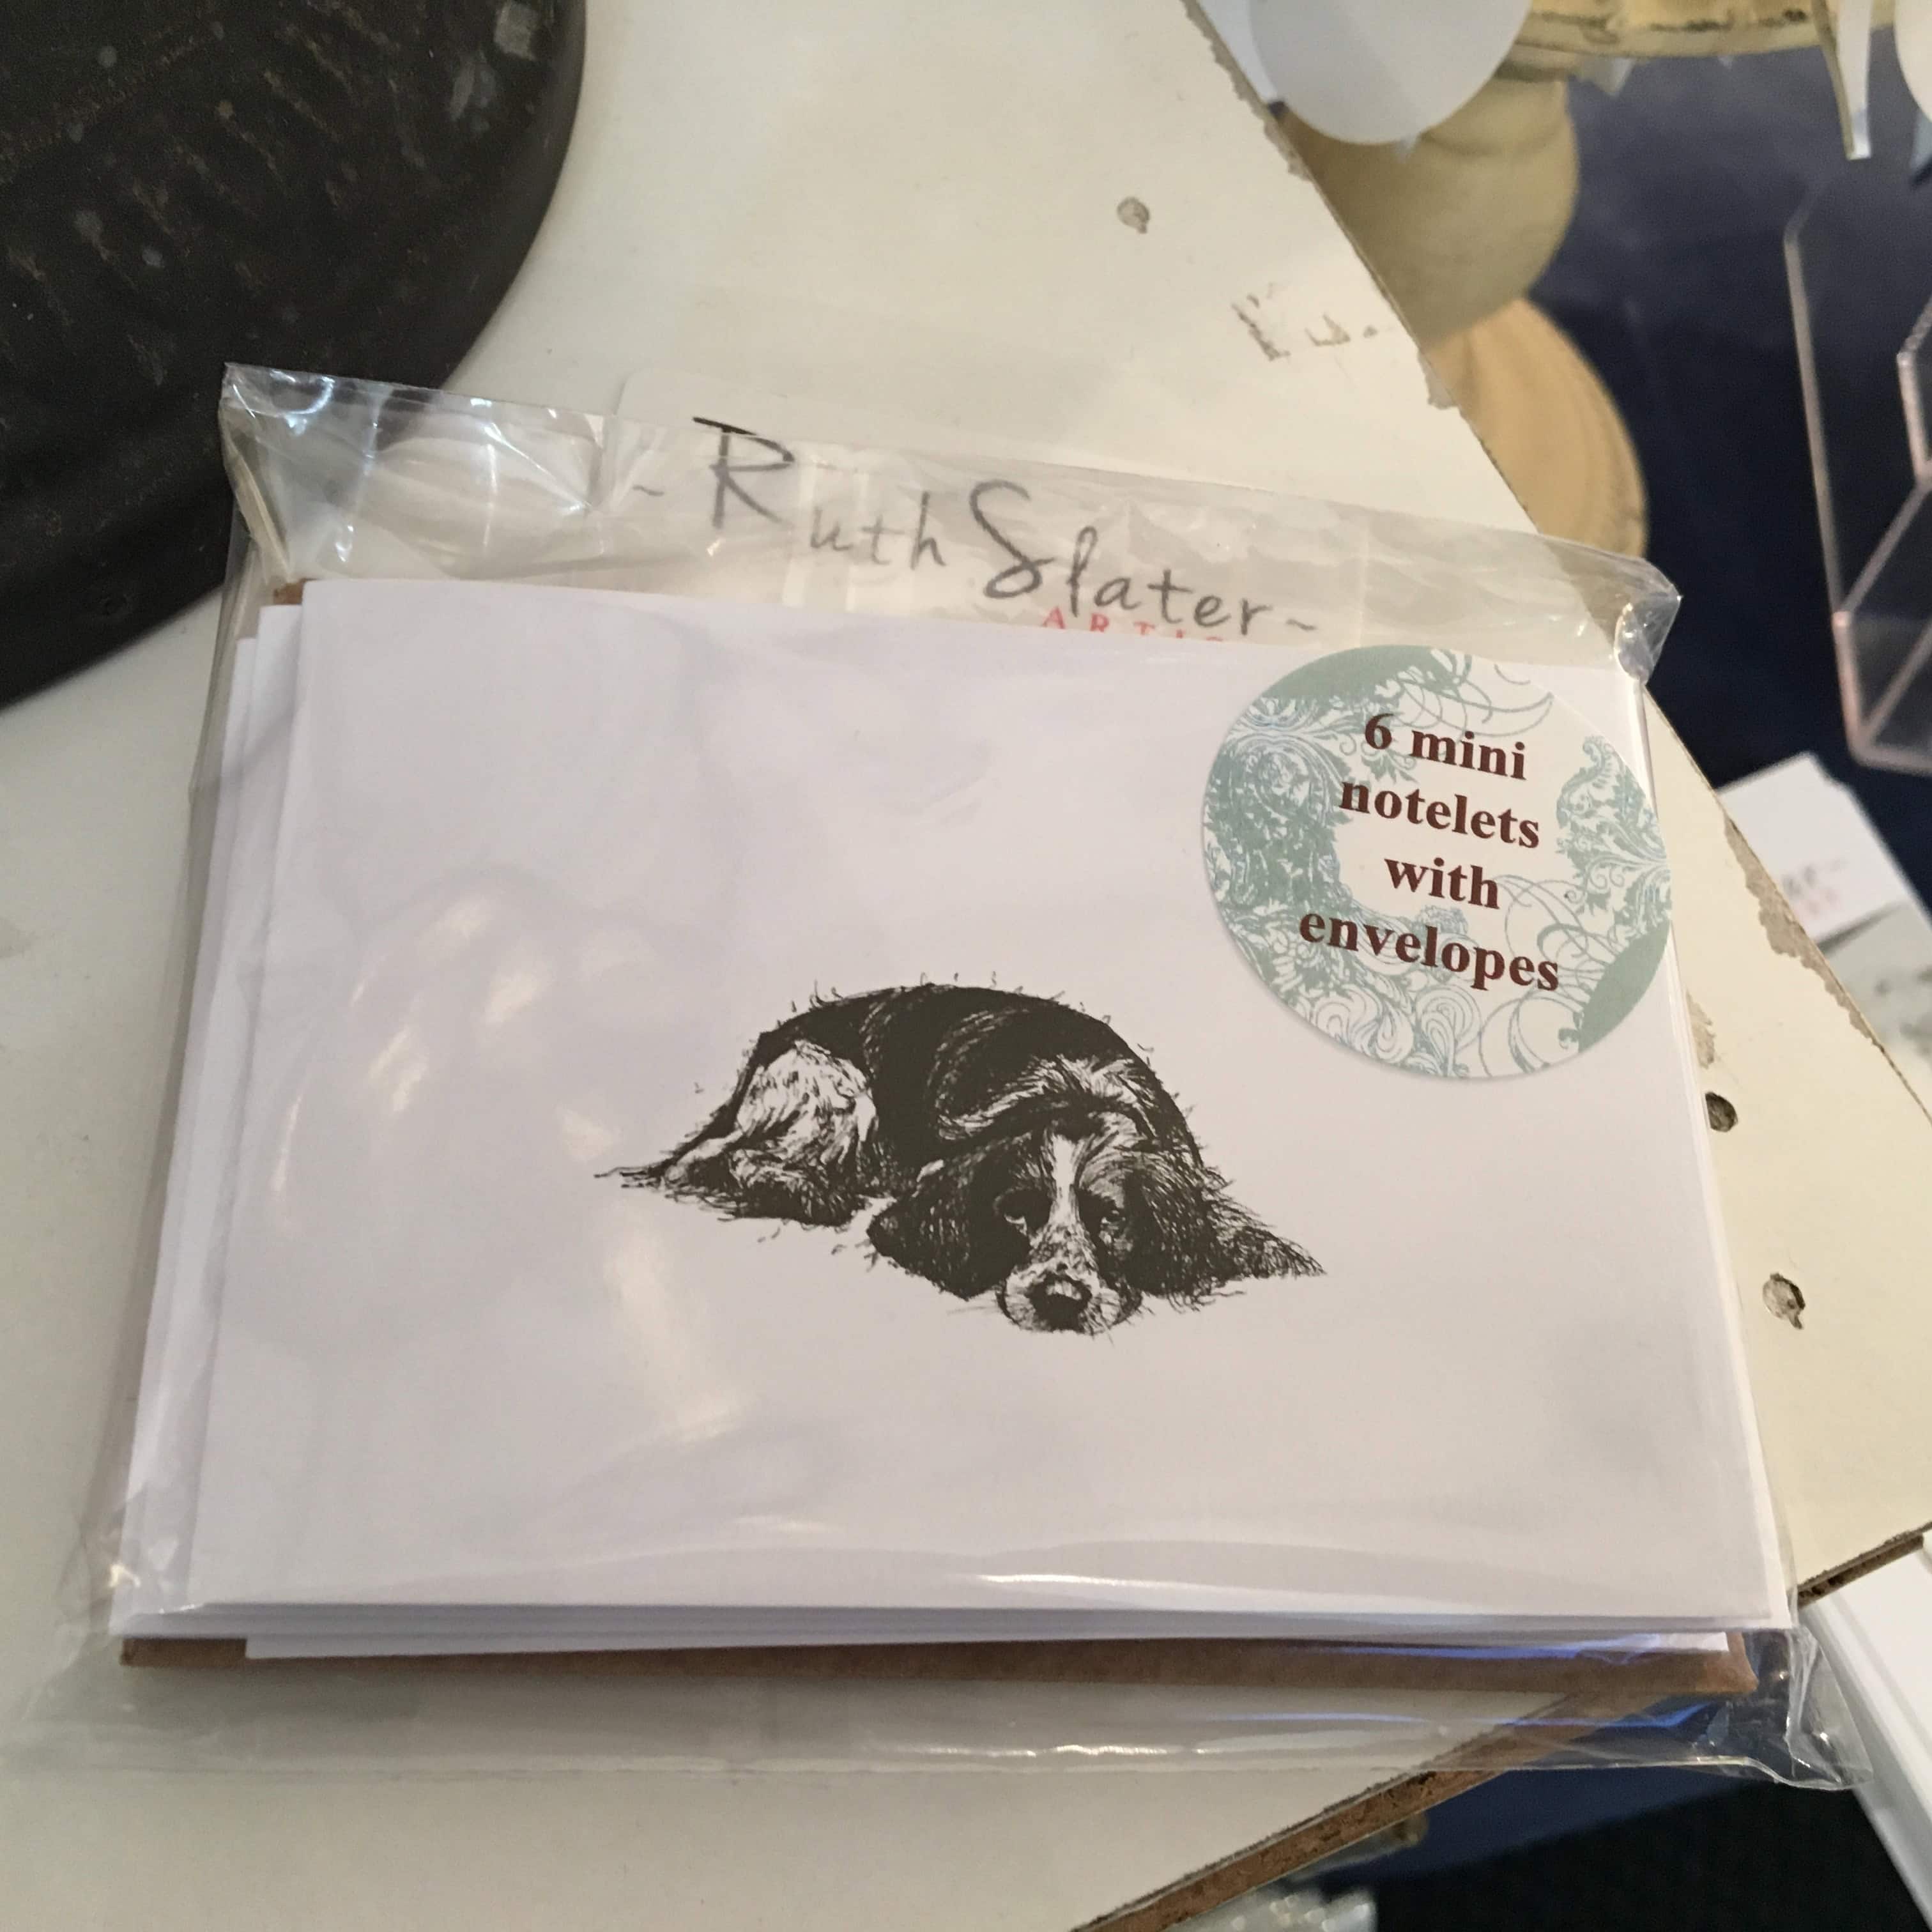 ~ Ruth Slater ~
6 mini
notelets
with
envelopes